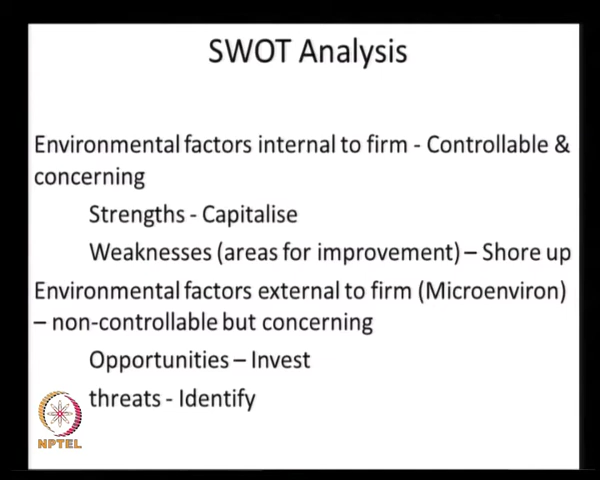 SWOT Analysis
Environmental factors internal to firm - Controllable &
concerning
Strengths - Capitalise
Weaknesses (areas for improvement) – Shore up
Environmental factors external to firm (Microenviron)
– non-controllable but concerning
Opportunities – Invest
threats - Identify
NPTEL